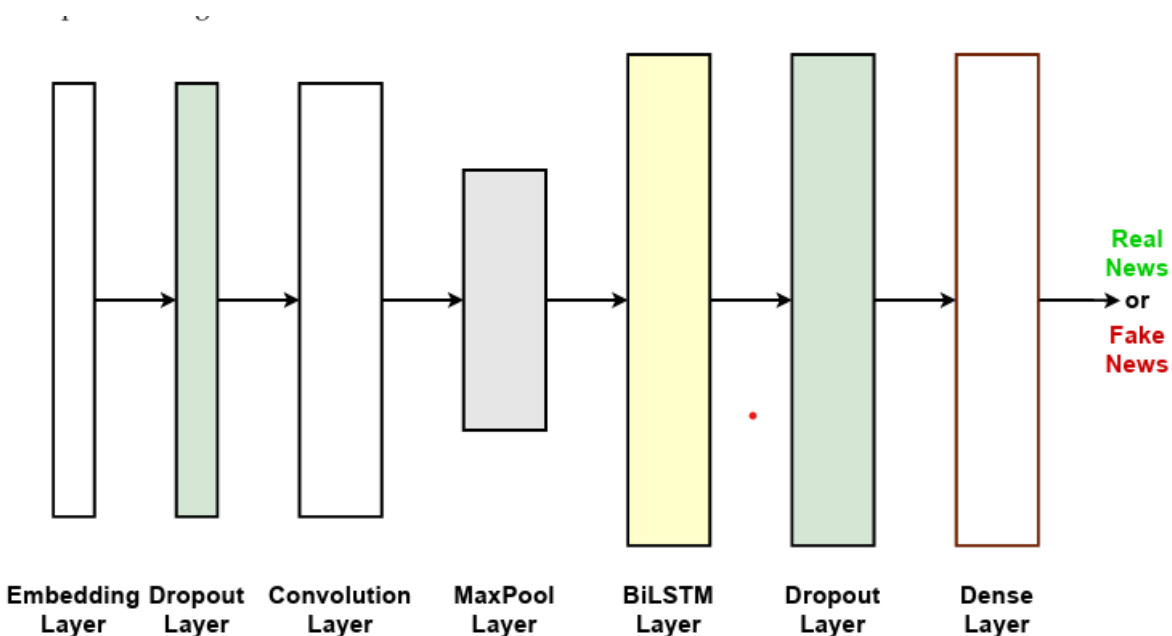 Real
News
or
Fake
News
Embedding Dropout Convolution MaxPool BiLSTM Dropout Dense
Layer Layer Layer Layer Layer Layer Layer